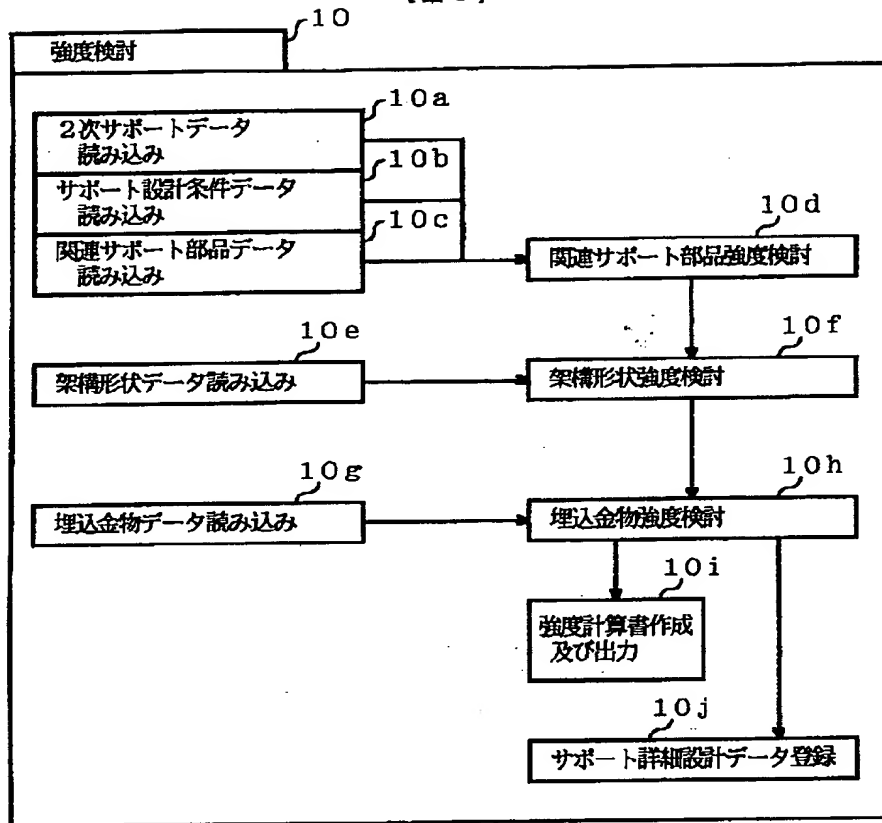 10
強度検討
10a
2次サポートデータ
読み込み
10b
サポート設計条件データ
読み込み
10c
関連サポート部品データ
読み込み
10d
関連サポート部品強度検討
10e
架構形状データ読み込み
10f
架構形状強度検討
10g
埋込金物データ読み込み
10h
埋込金物強度検討
10i
強度計算書作成
及び出力
10j
サポート詳細設計データ登録